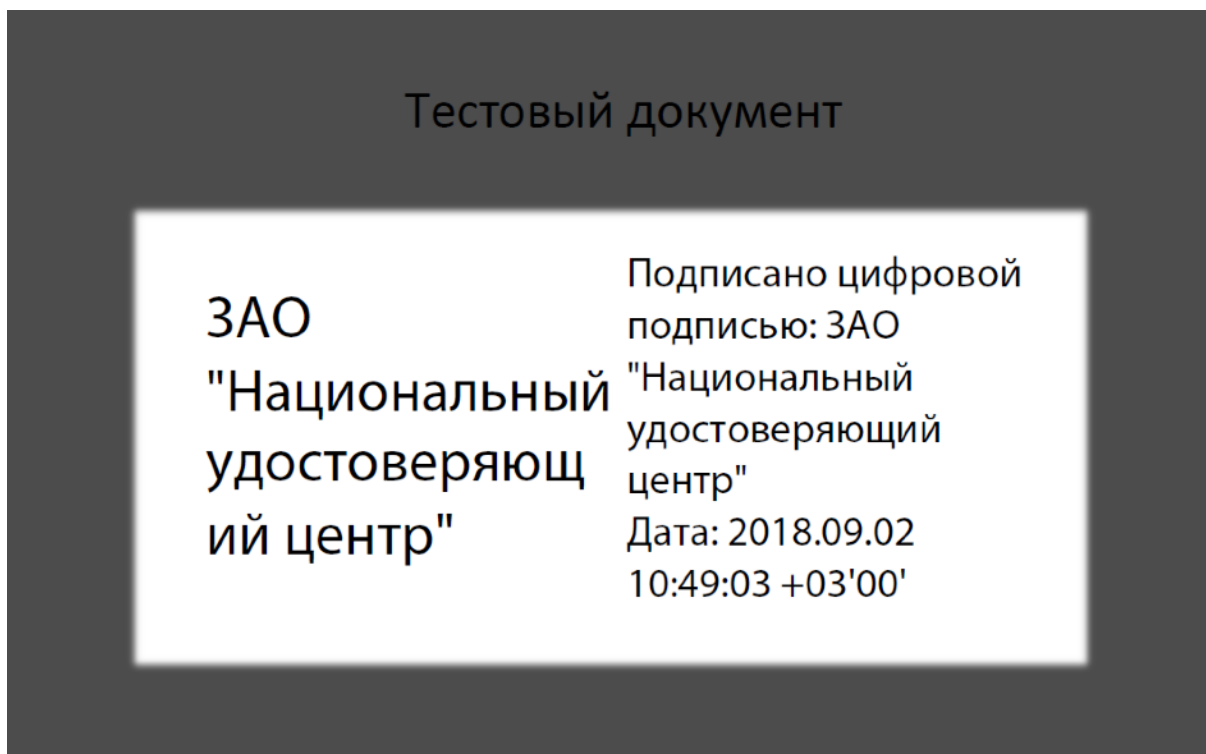 Тестовый документ
ЗАО
"Национальный
удостоверяющ
ий центр"
Подписано цифровой
подписью: ЗАО
"Национальный
удостоверяющий
центр"
Дата: 2018.09.02
10:49:03 +03'00'